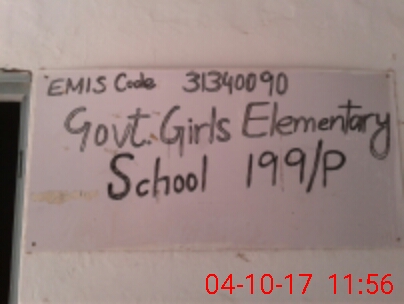 EMIS Code 31340090
Govt. Girls Elementary
School 199/P
04-10-17 11:56